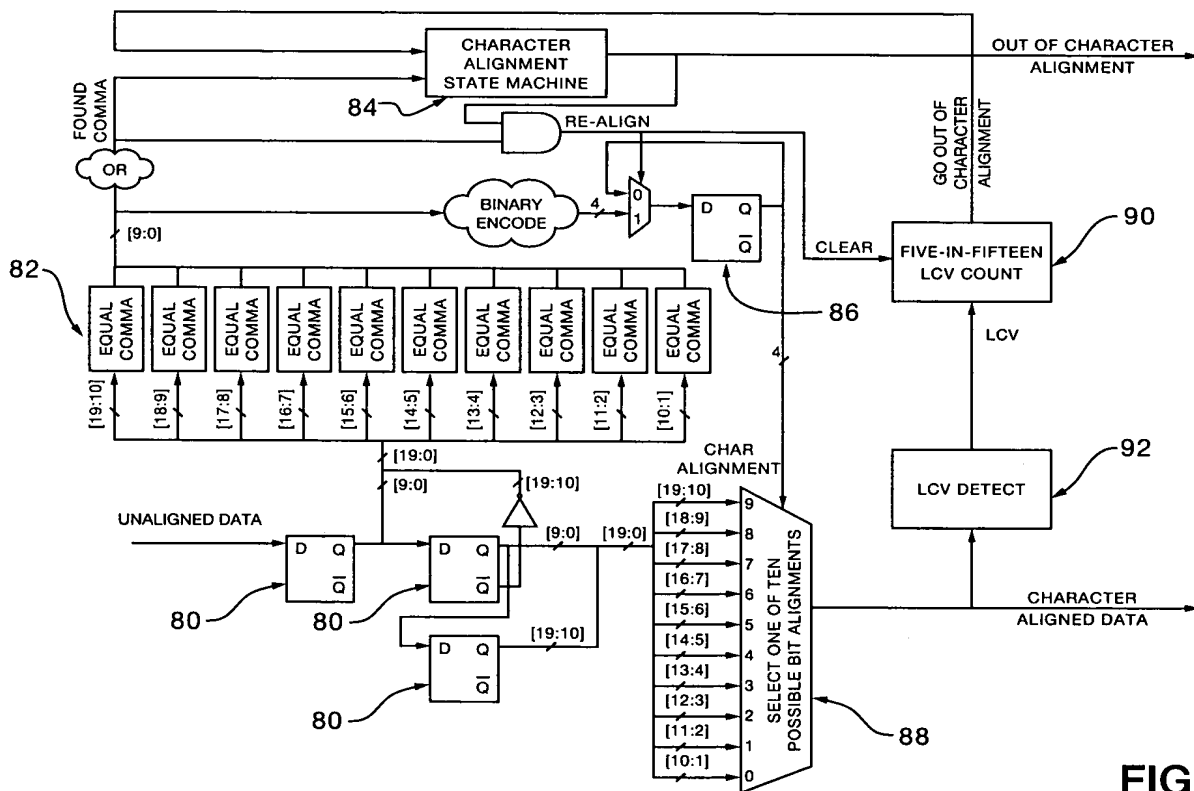 CHARACTER
ALIGNMENT
STATE MACHINE
84
OUT OF CHARACTER
ALIGNMENT
FOUND
COMMA
OR
RE-ALIGN
GO OUT OF
CHARACTER
ALIGNMENT
BINARY
ENCODE
4
0
1
D Q
Q̅
86
CLEAR
FIVE-IN-FIFTEEN
LCV COUNT
90
[9:0]
82
EQUAL
COMMA
EQUAL
COMMA
EQUAL
COMMA
EQUAL
COMMA
EQUAL
COMMA
EQUAL
COMMA
EQUAL
COMMA
EQUAL
COMMA
EQUAL
COMMA
EQUAL
COMMA
4
LCV
[19:10] [18:9] [17:8] [16:7] [15:6] [14:5] [13:4] [12:3] [11:2] [10:1]
[19:0]
[9:0]
[19:10]
CHAR
ALIGNMENT
LCV DETECT
92
UNALIGNED DATA
D Q
Q̅
80
D Q
Q̅
80
[9:0]
[19:0]
D Q
Q̅
80
[19:10]
[19:10] 9
[18:9] 8
[17:8] 7
[16:7] 6
[15:6] 5
[14:5] 4
[13:4] 3
[12:3] 2
[11:2] 1
[10:1] 0
SELECT ONE OF TEN
POSSIBLE BIT ALIGNMENTS
88
CHARACTER
ALIGNED DATA
FIG